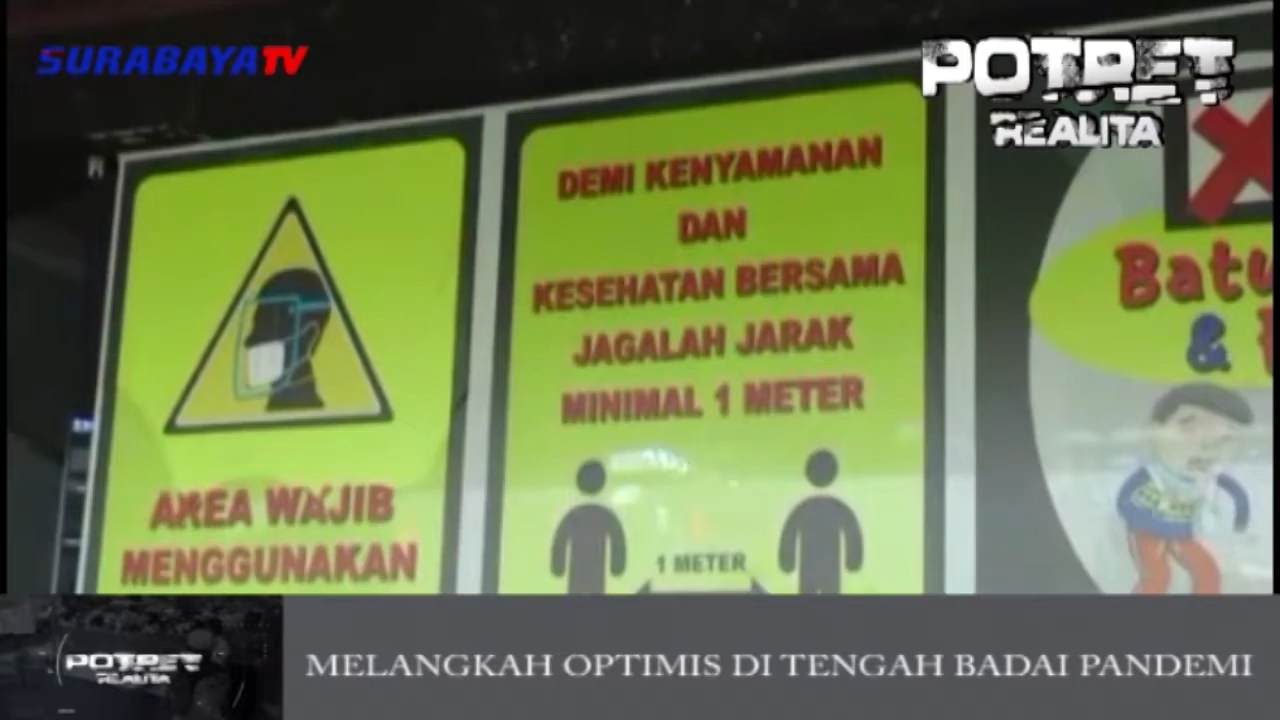 SURABAYATV
POTRET
REALITA
AREA WAJIB
MENGGUNAKAN
DEMI KENYAMANAN
DAN
KESEHATAN BERSAMA
JAGALAH JARAK
MINIMAL 1 METER
1 METER
&
POTRET
REALITA
MELANGKAH OPTIMIS DI TENGAH BADAI PANDEMI